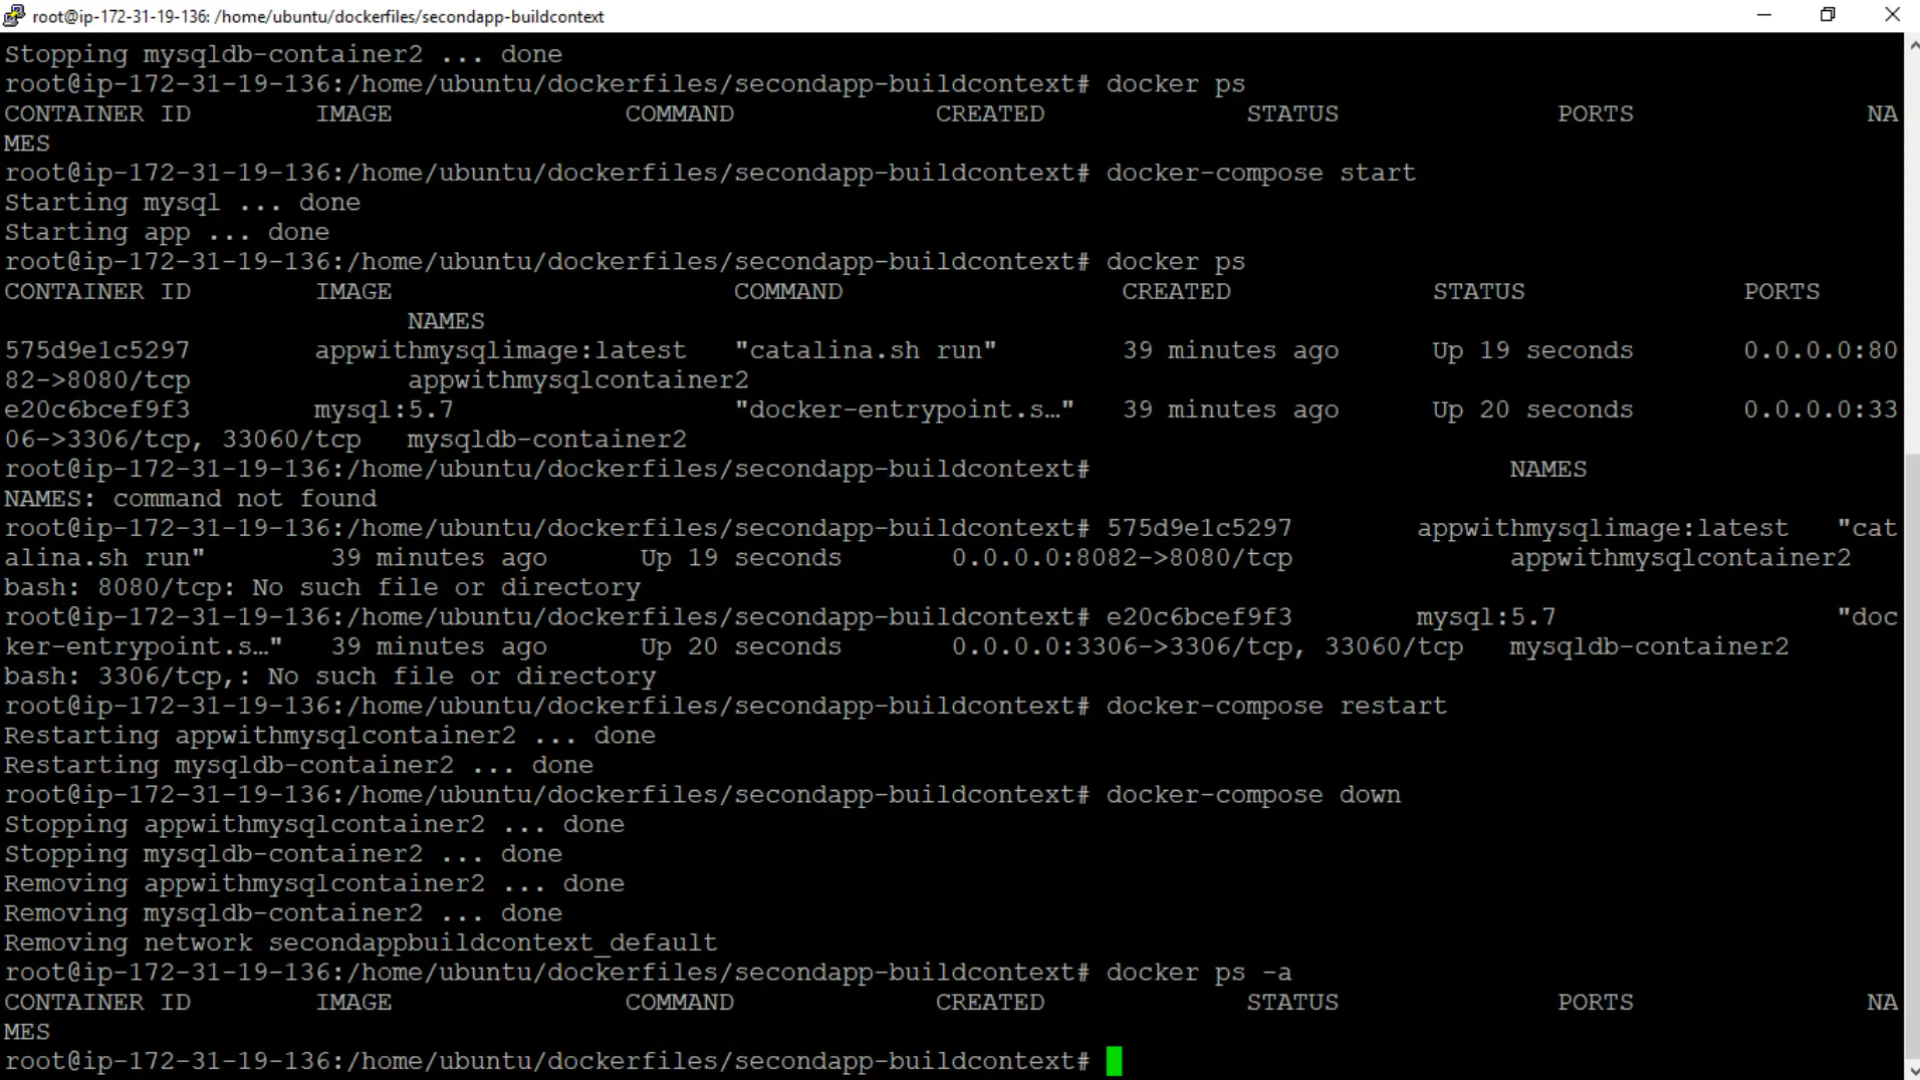 root@ip-172-31-19-136: /home/ubuntu/dockerfiles/secondapp-buildcontext
Stopping mysqldb-container2 ... done
root@ip-172-31-19-136:/home/ubuntu/dockerfiles/secondapp-buildcontext# docker ps
CONTAINER ID        IMAGE               COMMAND             CREATED             STATUS              PORTS               NA
MES
root@ip-172-31-19-136:/home/ubuntu/dockerfiles/secondapp-buildcontext# docker-compose start
Starting mysql ... done
Starting app ... done
root@ip-172-31-19-136:/home/ubuntu/dockerfiles/secondapp-buildcontext# docker ps
CONTAINER ID        IMAGE                      COMMAND                  CREATED             STATUS              PORTS
                          NAMES
575d9e1c5297        appwithmysqlimage:latest   "catalina.sh run"        39 minutes ago      Up 19 seconds       0.0.0.0:80
82->8080/tcp              appwithmysqlcontainer2
e20c6bcef9f3        mysql:5.7                  "docker-entrypoint.s…"   39 minutes ago      Up 20 seconds       0.0.0.0:33
06->3306/tcp, 33060/tcp   mysqldb-container2
root@ip-172-31-19-136:/home/ubuntu/dockerfiles/secondapp-buildcontext#                           NAMES
NAMES: command not found
root@ip-172-31-19-136:/home/ubuntu/dockerfiles/secondapp-buildcontext# 575d9e1c5297        appwithmysqlimage:latest   "cat
alina.sh run"        39 minutes ago      Up 19 seconds       0.0.0.0:8082->8080/tcp              appwithmysqlcontainer2
bash: 8080/tcp: No such file or directory
root@ip-172-31-19-136:/home/ubuntu/dockerfiles/secondapp-buildcontext# e20c6bcef9f3        mysql:5.7                  "doc
ker-entrypoint.s…"   39 minutes ago      Up 20 seconds       0.0.0.0:3306->3306/tcp, 33060/tcp   mysqldb-container2
bash: 3306/tcp,: No such file or directory
root@ip-172-31-19-136:/home/ubuntu/dockerfiles/secondapp-buildcontext# docker-compose restart
Restarting appwithmysqlcontainer2 ... done
Restarting mysqldb-container2 ... done
root@ip-172-31-19-136:/home/ubuntu/dockerfiles/secondapp-buildcontext# docker-compose down
Stopping appwithmysqlcontainer2 ... done
Stopping mysqldb-container2 ... done
Removing appwithmysqlcontainer2 ... done
Removing mysqldb-container2 ... done
Removing network secondappbuildcontext_default
root@ip-172-31-19-136:/home/ubuntu/dockerfiles/secondapp-buildcontext# docker ps -a
CONTAINER ID        IMAGE               COMMAND             CREATED             STATUS              PORTS               NA
MES
root@ip-172-31-19-136:/home/ubuntu/dockerfiles/secondapp-buildcontext#